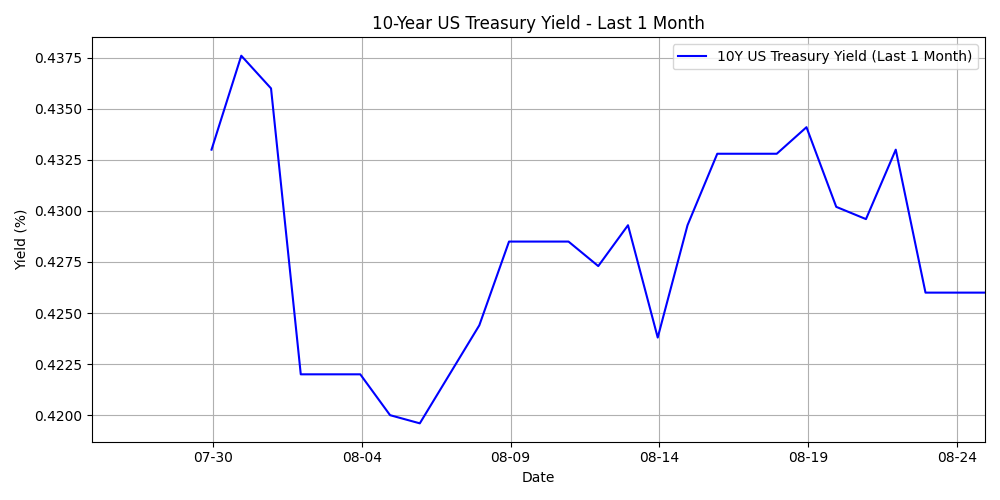 10-Year US Treasury Yield - Last 1 Month
10Y US Treasury Yield (Last 1 Month)
Yield (%)
0.4375
0.4350
0.4325
0.4300
0.4275
0.4250
0.4225
0.4200
07-30 08-04 08-09 08-14 08-19 08-24
Date